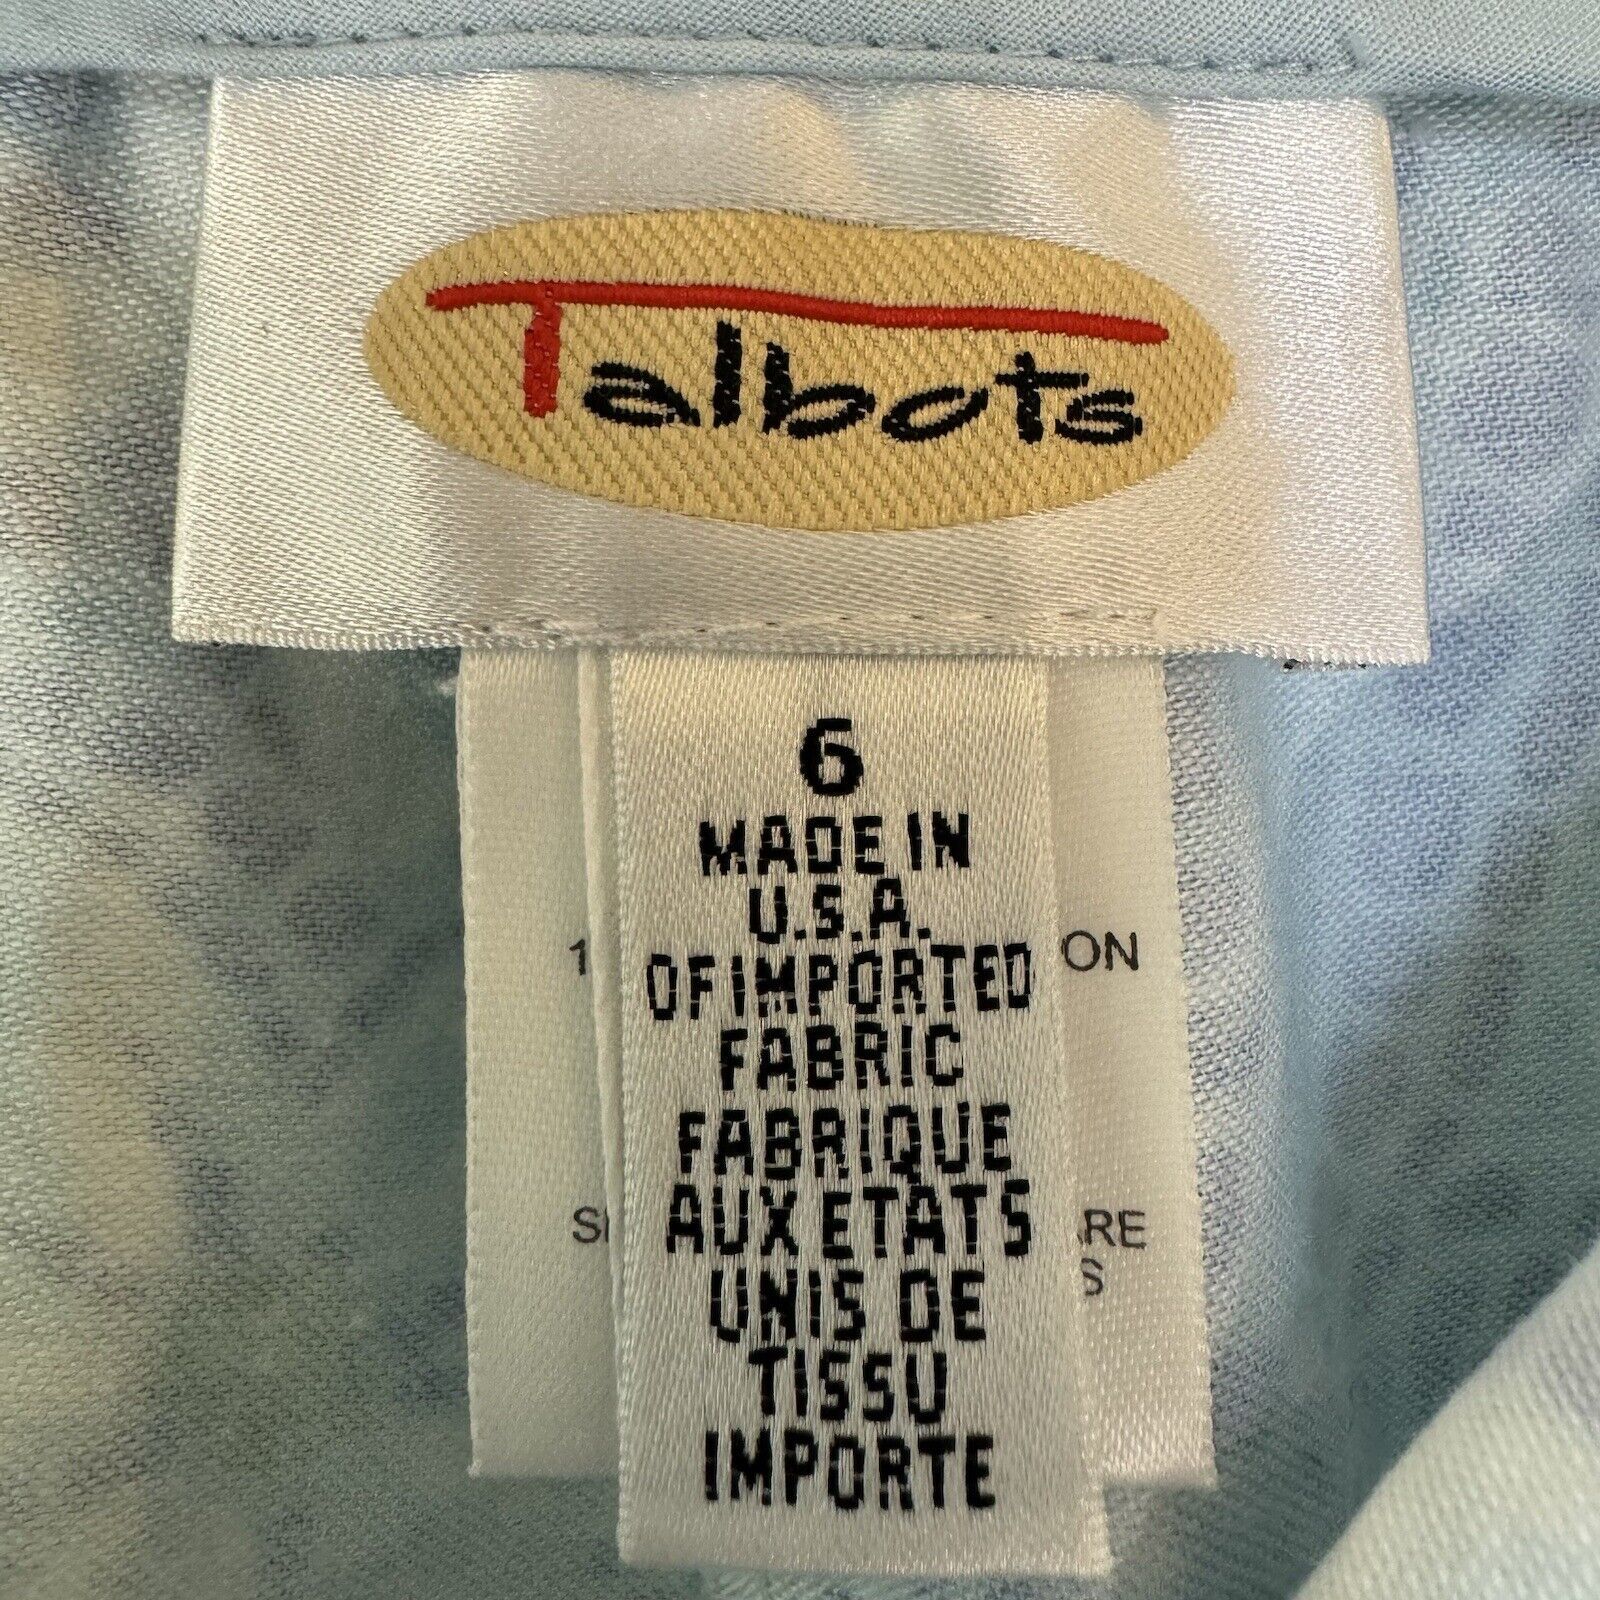 Talbots
6
MADE IN
U.S.A.
OF IMPORTED
FABRIC
FABRIQUE
AUX ETATS
UNIS DE
TISSU
IMPORTE